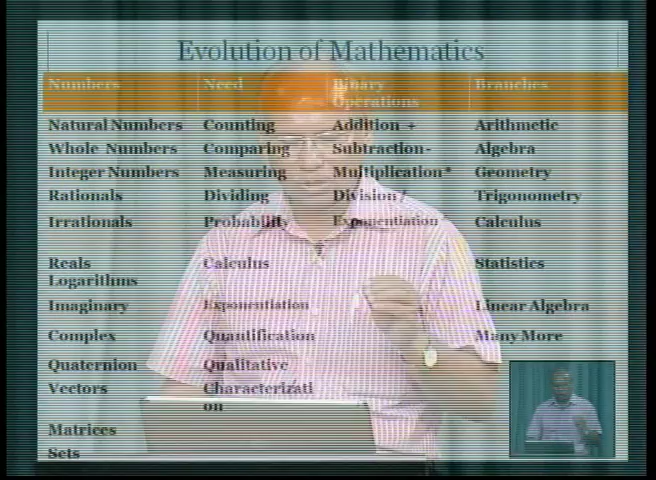 Evolution of Mathematics
Numbers Need Binary Operations Branches
Natural Numbers Counting Addition + Arithmetic
Whole Numbers Comparing Subtraction- Algebra
Integer Numbers Measuring Multiplication* Geometry
Rationals Dividing Division / Trigonometry
Irrationals Probability Exponentiation Calculus
Reals Calculus Statistics
Logarithms
Imaginary Exponentiation Linear Algebra
Complex Quantification Many More
Quaternion Qualitative
Vectors Characterizati
on
Matrices
Sets